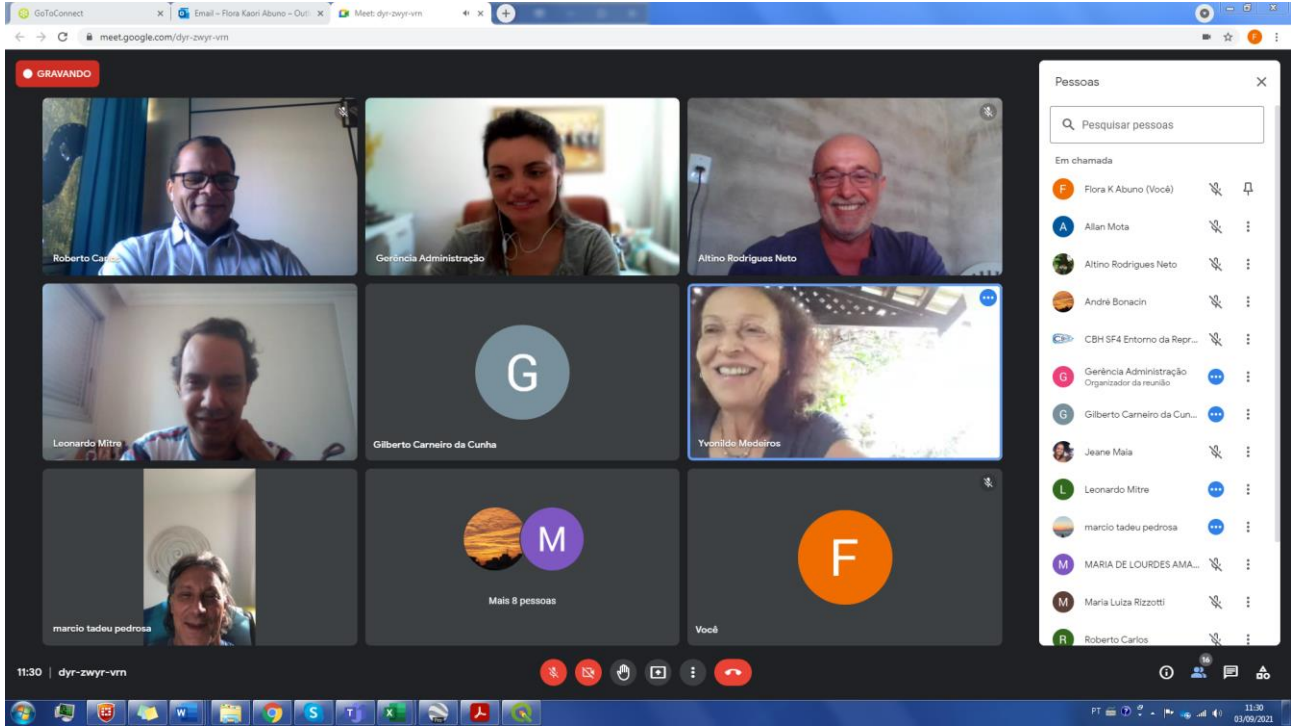 GoToConnect
Email – Flora Kaori Abuno – Outl
Meet: dyr-zwyr-vrn
meet.google.com/dyr-zwyr-vrn
F
GRAVANDO
Roberto Carlos
Gerência Administração
Altino Rodrigues Neto
Leonardo Mitre
G
Gilberto Carneiro da Cunha
Yvonilde Medeiros
marcio tadeu pedrosa
M
Mais 8 pessoas
F
Você
Pessoas
Pesquisar pessoas
Em chamada
F Flora K Abuno (Você)
A Allan Mota
Altino Rodrigues Neto
André Bonacin
CBH SF4 Entorno da Repr...
G Gerência Administração
Organizador da reunião
G Gilberto Carneiro da Cun...
Jeane Maia
L Leonardo Mitre
marcio tadeu pedrosa
M MARIA DE LOURDES AMA...
M Maria Luiza Rizzotti
R Roberto Carlos
11:30 | dyr-zwyr-vrn
16
PT
11:30
03/09/2021